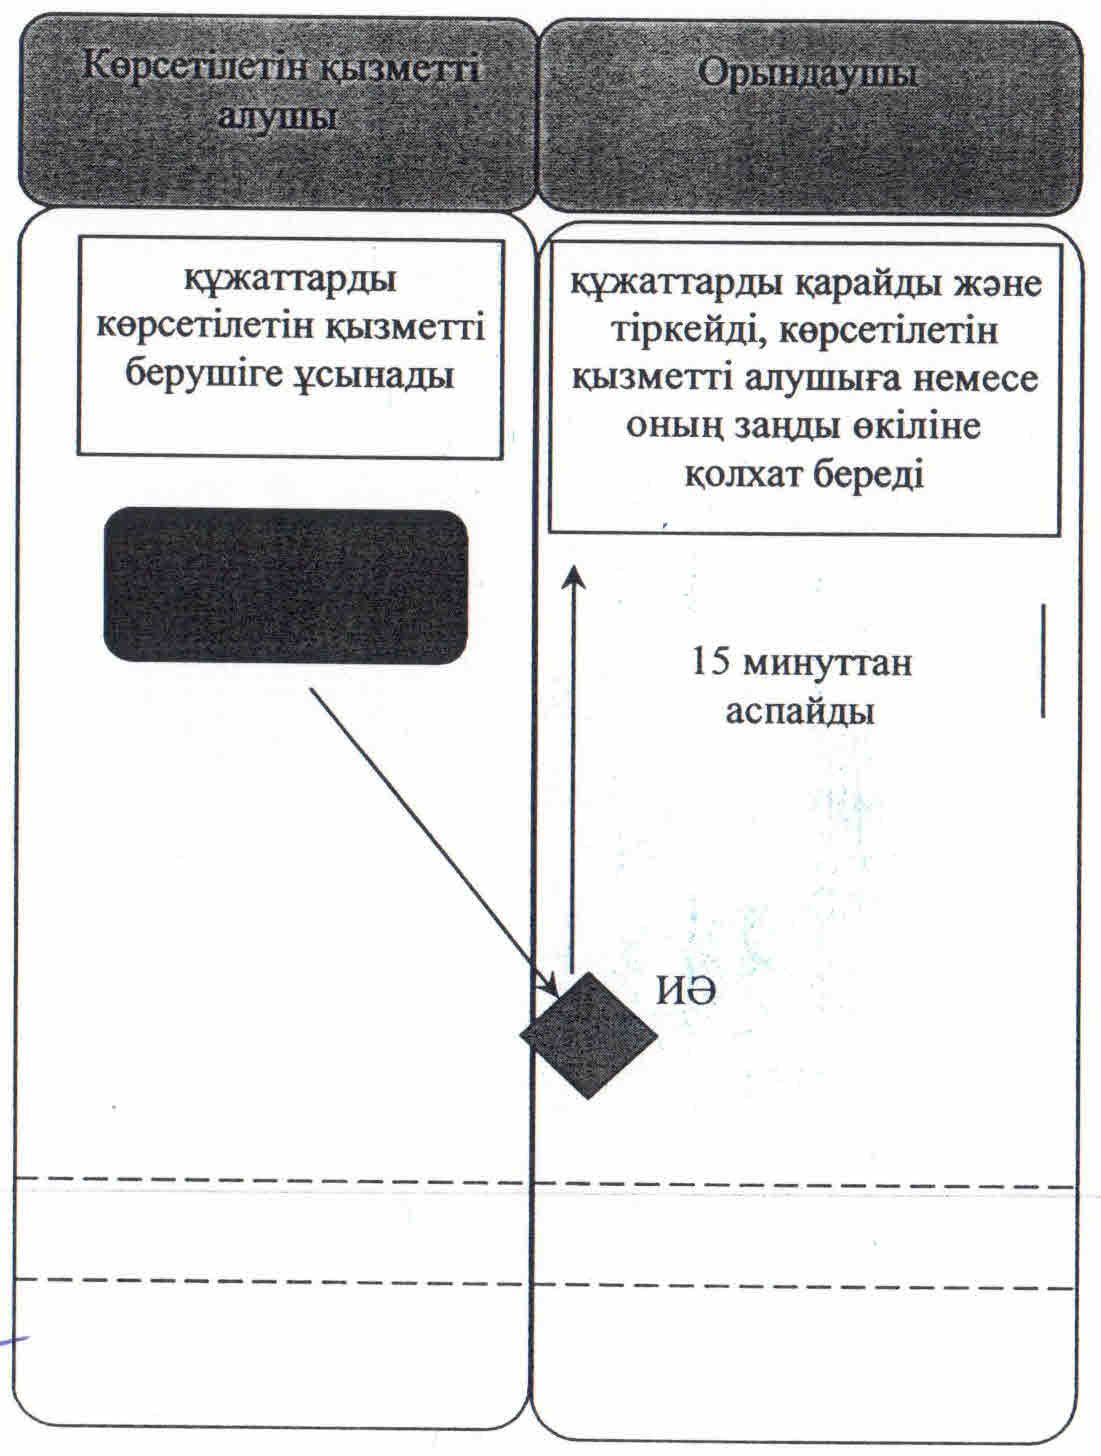 Көрсетілетін қызметті
алушы
Орындаушы
құжаттарды
көрсетілетін қызметті
берушіге ұсынады
құжаттарды қарайды және
тіркейді, көрсетілетін
қызметті алушыға немесе
оның заңды өкіліне
қолхат береді
15 минуттан
аспайды
ИӘ